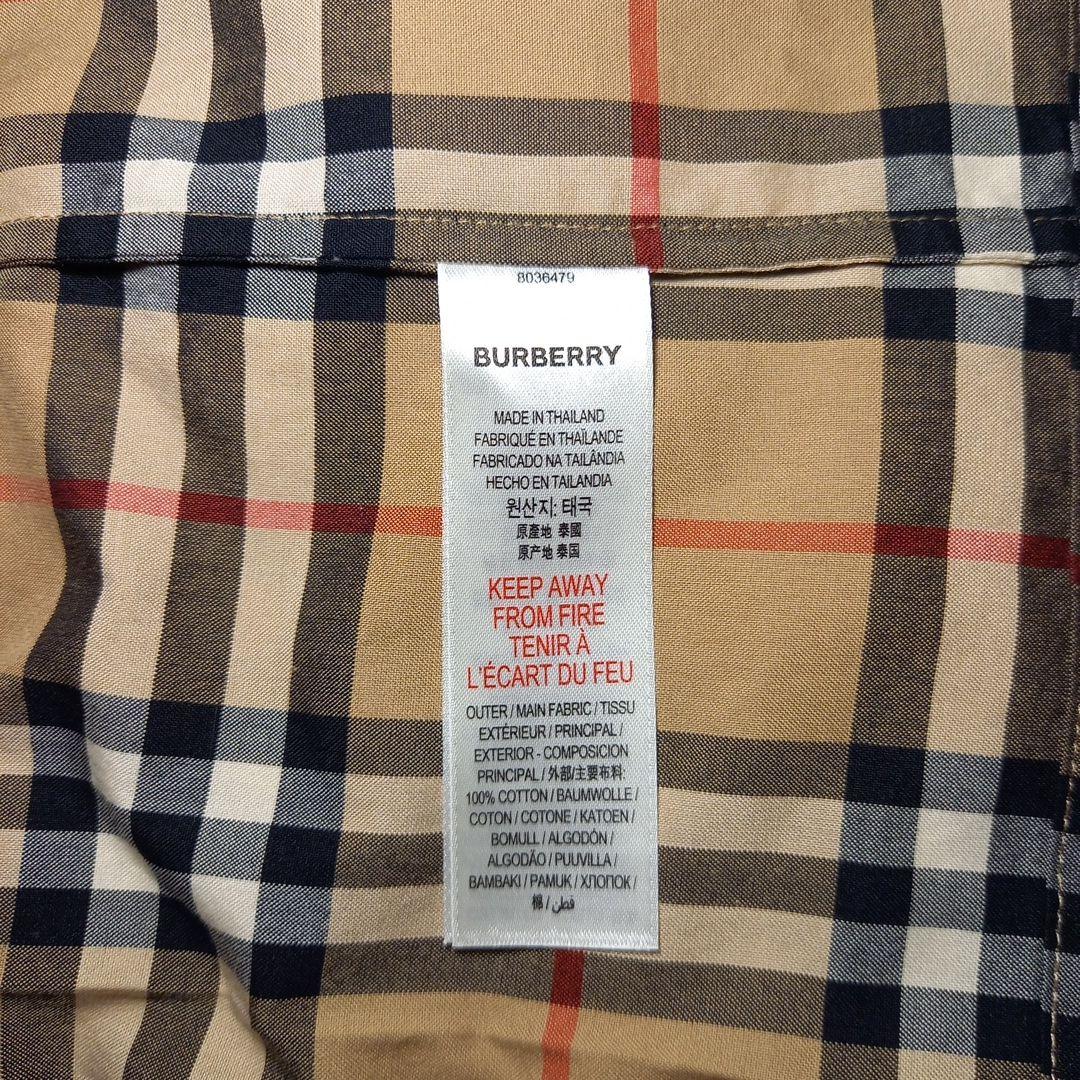 8036479
BURBERRY
MADE IN THAILAND
FABRIQUÉ EN THAÏLANDE
FABRICADO NA TAILÂNDIA
HECHO EN TAILANDIA
원산지: 태국
原產地 泰國
原产地 泰国
KEEP AWAY
FROM FIRE
TENIR À
L'ÉCART DU FEU
OUTER / MAIN FABRIC / TISSU
EXTÉRIEUR / PRINCIPAL /
EXTERIOR - COMPOSICION
PRINCIPAL / 外部/主要布料:
100% COTTON / BAUMWOLLE /
COTON / COTONE / KATOEN /
BOMULL / ALGODÓN /
ALGODÃO / PUUVILLA /
BAMBAKI / PAMUK / ХЛОПОК /
棉 / قطن